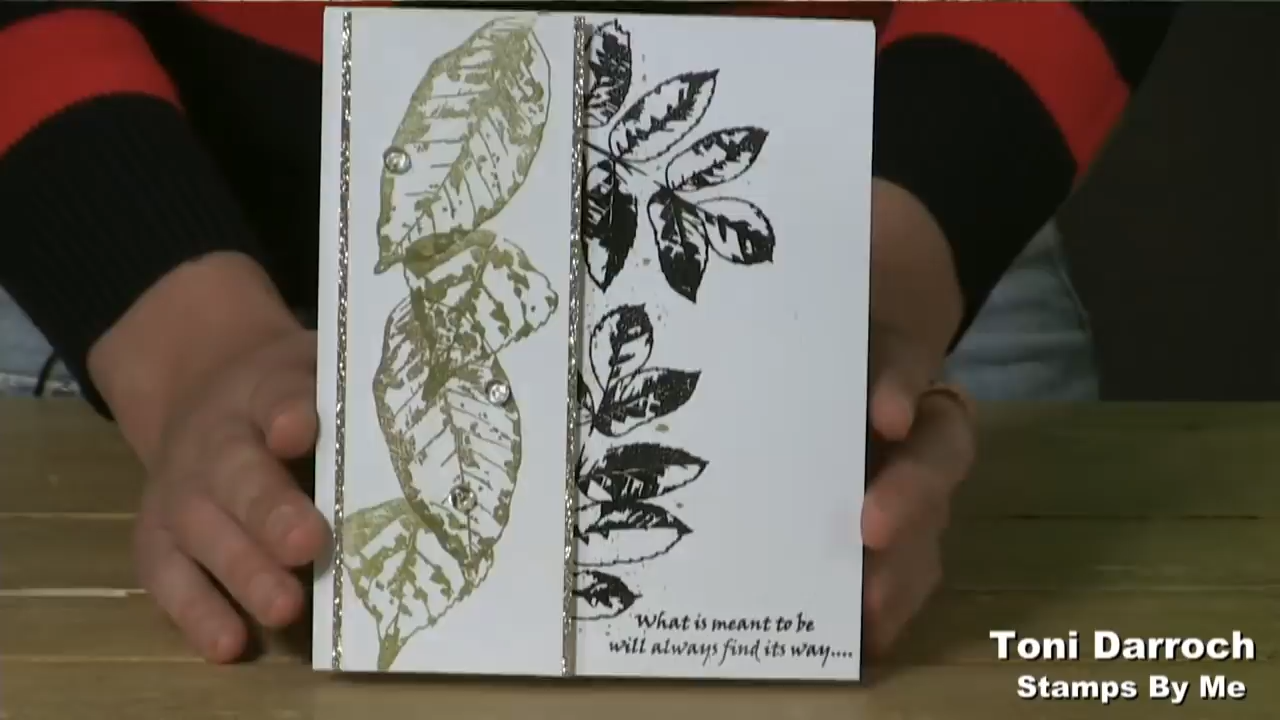 What is meant to be
will always find its way....
Toni Darroch
Stamps By Me